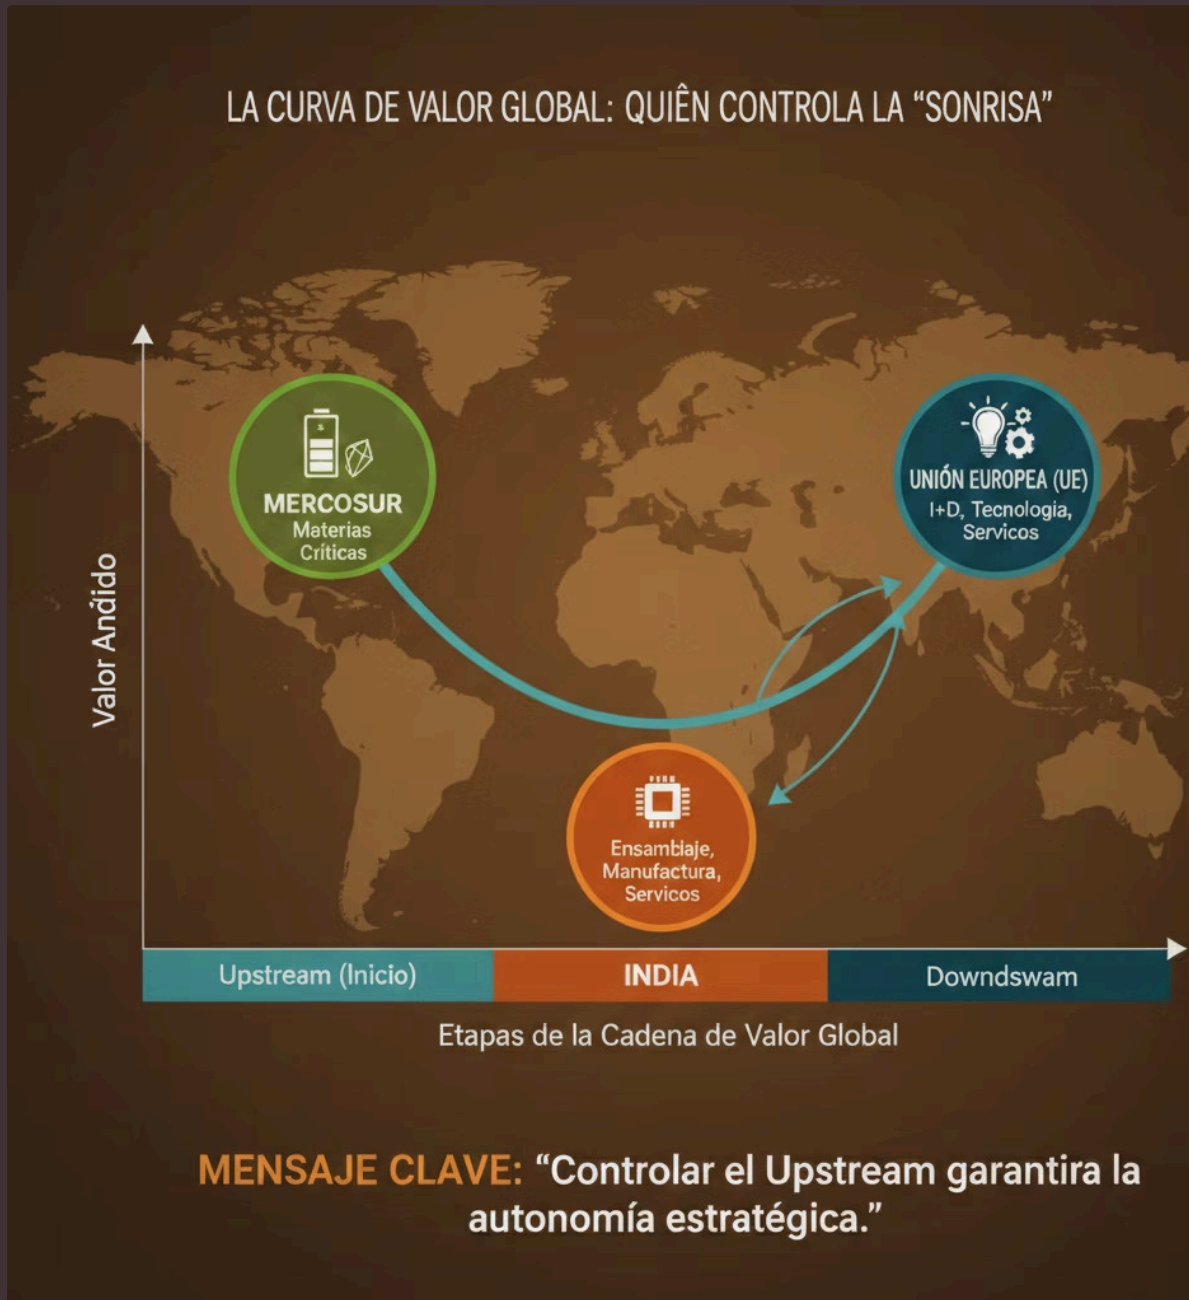 LA CURVA DE VALOR GLOBAL: QUIÊN CONTROLA LA “SONRISA”
MERCOSUR
Materias
Críticas
UNIÓN EUROPEA (UE)
I+D, Tecnologia,
Servicos
Valor Andido
Ensamblaje,
Manufactura,
Servicos
Upstream (Inicio)
INDIA
Downdswam
Etapas de la Cadena de Valor Global
MENSAJE CLAVE: “Controlar el Upstream garantira la
autonomía estratégica.”